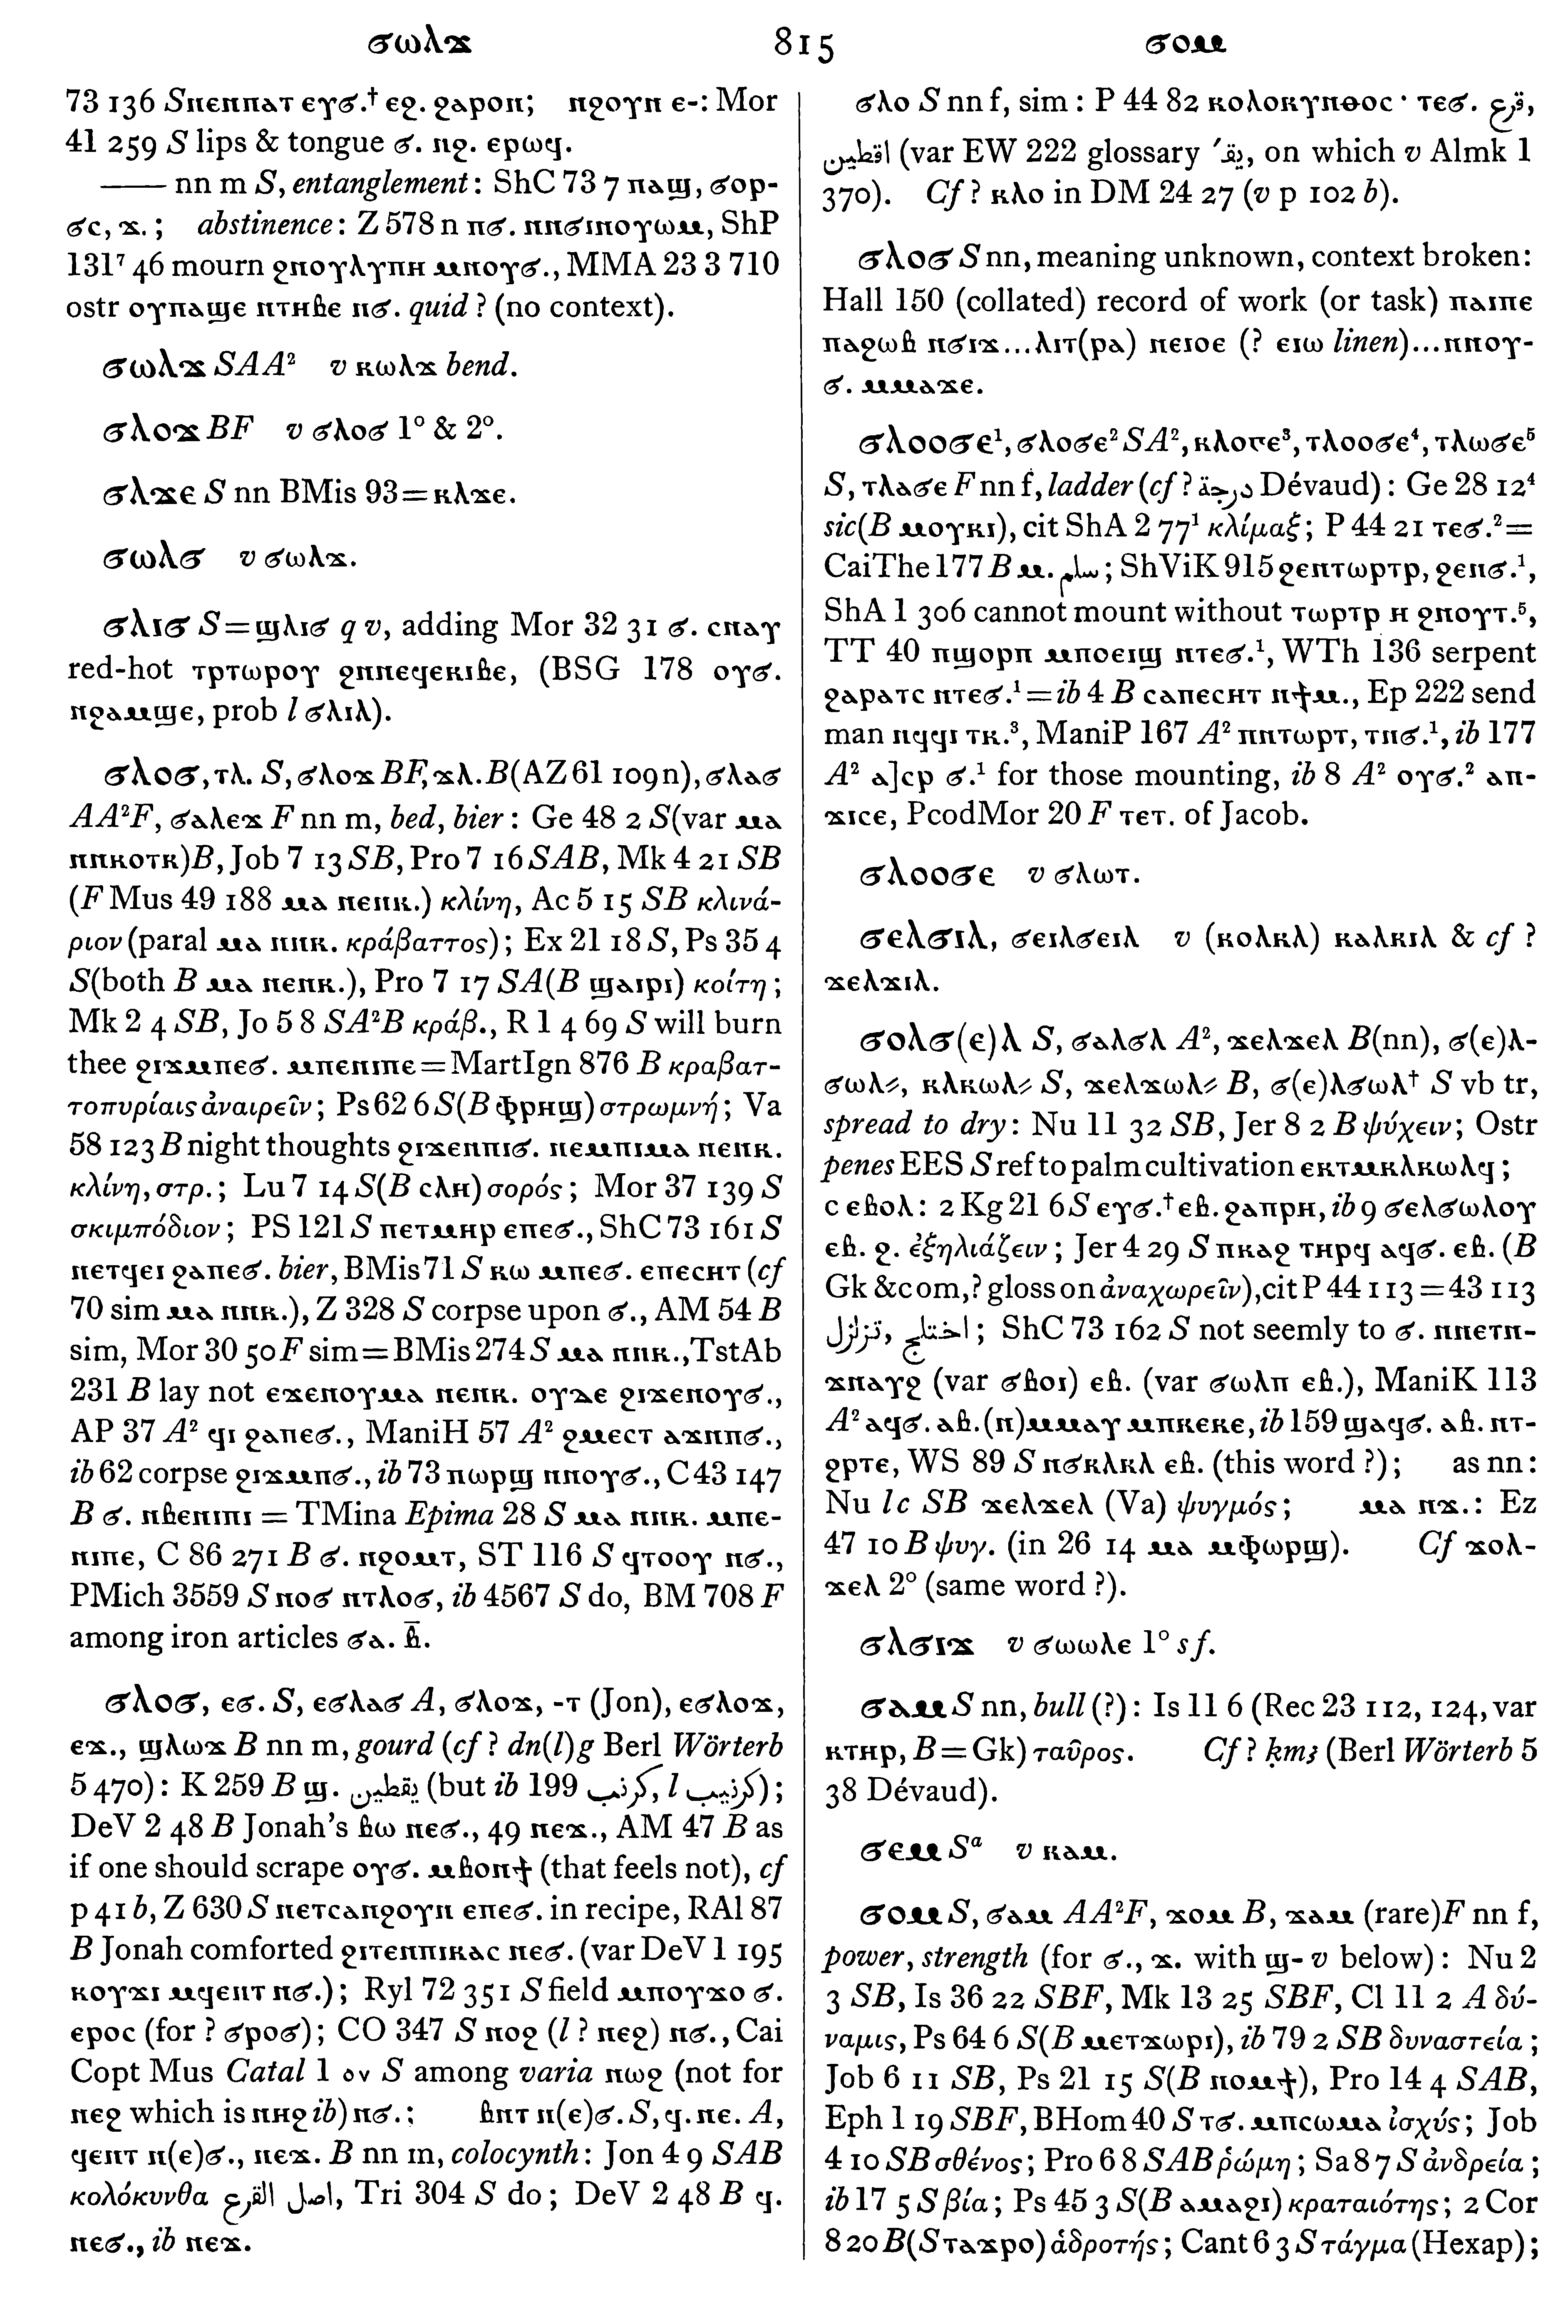 ϭⲱⲗϫ 815 ϭⲟⲙ
73 136 Sⲛⲉⲛⲡⲁⲧ ⲉⲩϭ.† ⲉϩ. ϩⲁⲣⲟⲛ; ⲛϩⲟⲩⲛ ⲉ-: Mor
41 259 S lips & tongue ϭ. ⲛϩ. ⲉⲣⲱϥ.
—— nn m S, entanglement: ShC 73 7 ⲡⲁϣ, ϭⲟⲣ-
ϭⲥ, ϫ.; abstinence: Z 578 n ⲡϭ. ⲛⲛϭⲓⲛⲟⲩⲱⲙ, ShP
131⁷ 46 mourn ϩⲛⲟⲩⲗⲩⲡⲏ ⲙⲛⲟⲩϭ., MMA 23 3 710
ostr ⲟⲩⲡⲁϣⲉ ⲛⲧⲏⲃⲉ ⲛϭ. quid? (no context).
ϭⲱⲗϫ SAA² v ⲕⲱⲗϫ bend.
ϭⲗⲟϫ BF v ϭⲗⲟϭ 1° & 2°.
ϭⲗϫⲉ S nn BMis 93=ⲕⲗϫⲉ.
ϭⲱⲗϭ v ϭⲱⲗϫ.
ϭⲗⲓϭ S=ϣⲗⲓϭ q v, adding Mor 32 31 ϭ. ⲥⲛⲁⲩ
red-hot ⲧⲣⲧⲱⲣⲟⲩ ϩⲛⲛⲉϥⲉⲕⲓⲃⲉ, (BSG 178 ⲟⲩϭ.
ⲛϩⲁⲙϣⲉ, prob l ϭⲗⲓⲗ).
ϭⲗⲟϭ, ⲧⲗ. S, ϭⲗⲟϫ BF, ϫⲗ. B(AZ 61 109 n), ϭⲗⲁϭ
AA²F, ϭⲁⲗⲉϫ F nn m, bed, bier: Ge 48 2 S(var ⲙⲁ
ⲛⲛⲕⲟⲧⲕ)B, Job 7 13 SB, Pro 7 16 SAB, Mk 4 21 SB
(F Mus 49 188 ⲙⲁ ⲛⲉⲛⲕ.) κλίνη, Ac 5 15 SB κλινά-
ριον (paral ⲙⲁ ⲛⲛⲕ. κράβαττος); Ex 21 18 S, Ps 35 4
S(both B ⲙⲁ ⲛⲉⲛⲕ.), Pro 7 17 SA(B ϣⲁⲓⲣⲓ) κοίτη;
Mk 2 4 SB, Jo 5 8 SA²B κράβ., R 1 4 69 S will burn
thee ϩⲓϫⲙⲡⲉϭ. ⲙⲡⲉⲛⲓⲡⲉ=MartIgn 876 B κραβατ-
τοπυρίαις ἀναιρεῖν; Ps 62 6 S(B ⲫⲣⲏϣ) στρωμνή; Va
58 123 B night thoughts ϩⲓϫⲉⲛⲡⲓϭ. ⲛⲉⲙⲡⲓⲙⲁ ⲛⲉⲛⲕ.
κλίνη, στρ.; Lu 7 14 S(B ⲥⲗⲏ) σορός; Mor 37 139 S
σκιμπόδιον; PS 121 S ⲡⲉⲧⲙⲏⲣ ⲉⲡⲉϭ., ShC 73 161 S
ⲛⲉⲧϥⲉⲓ ϩⲁⲡⲉϭ. bier, BMis 71 S ⲕⲱ ⲙⲡⲉϭ. ⲉⲡⲉⲥⲏⲧ (cf
70 sim ⲙⲁ ⲛⲛⲕ.), Z 328 S corpse upon ϭ., AM 54 B
sim, Mor 30 50 F sim=BMis 274 S ⲙⲁ ⲛⲛⲕ., TstAb
231 B lay not ⲉϫⲉⲛⲟⲩⲙⲁ ⲛⲉⲛⲕ. ⲟⲩⲇⲉ ϩⲓϫⲉⲛⲟⲩϭ.,
AP 37 A² ϥⲓ ϩⲁⲡⲉϭ., ManiH 57 A² ϩⲙⲉⲥⲧ ⲁϫⲛⲡϭ.,
ib 62 corpse ϩⲓϫⲙⲡϭ., ib 73 ⲡⲱⲣϣ ⲛⲛⲟⲩϭ., C 43 147
B ϭ. ⲛⲃⲉⲛⲓⲡⲓ = TMina Epima 28 S ⲙⲁ ⲛⲛⲕ. ⲙⲡⲉ-
ⲛⲓⲡⲉ, C 86 271 B ϭ. ⲛϩⲟⲙⲧ, ST 116 S ϥⲧⲟⲟⲩ ⲛϭ.,
PMich 3559 S ⲛⲟϭ ⲛⲧⲗⲟϭ, ib 4567 S do, BM 708 F
among iron articles ϭⲁ. ⲃ̅.
ϭⲗⲟϭ, ⲉϭ. S, ⲉϭⲗⲁϭ A, ϭⲗⲟϫ, -ⲧ (Jon), ⲉϭⲗⲟϫ,
ⲉϫ., ϣⲗⲱϫ B nn m, gourd (cf? dn(l)g Berl Wörterb
5 470): K 259 B ϣ. يقطين (but ib 199 كرنب, l كرنيب);
DeV 2 48 B Jonah's ⲃⲱ ⲛⲉϭ., 49 ⲛⲉϫ., AM 47 B as
if one should scrape ⲟⲩϭ. ⲙⲃⲟⲛϯ (that feels not), cf
p 41 b, Z 630 S ⲛⲉⲧⲥⲁⲛϩⲟⲩⲛ ⲉⲡⲉϭ. in recipe, RAl 87
B Jonah comforted ϩⲓⲧⲉⲛⲡⲓⲕⲁⲥ ⲛⲉϭ. (var DeV 1 195
ⲕⲟⲩϫⲓ ⲙϥⲉⲛⲧ ⲛϭ.); Ryl 72 351 S field ⲙⲡⲟⲩϫⲟ ϭ.
ⲉⲣⲟⲥ (for ? ϭⲣⲟϭ); CO 347 S ⲛⲟϩ (l ? ⲛⲉϩ) ⲛϭ., Cai
Copt Mus Catal 1 ov S among varia ⲛⲱϩ (not for
ⲛⲉϩ which is ⲛⲏϩ ib) ⲛϭ.; ⲃⲛⲧ ⲛ(ⲉ)ϭ. S, ϥ. ⲛⲉ. A,
ϥⲉⲛⲧ ⲛ(ⲉ)ϭ., ⲛⲉϫ. B nn m, colocynth: Jon 4 9 SAB
κολόκυνθα اصل القرع, Tri 304 S do; DeV 2 48 B ϥ.
ⲛⲉϭ., ib ⲛⲉϫ.
ϭⲗⲟ S nn f, sim: P 44 82 ⲕⲟⲗⲟⲕⲩⲛⲑⲟⲥ· ⲧⲉϭ. قرع,
اقطين (var EW 222 glossary يق', on which v Almk 1
370). Cf? ⲕⲗⲟ in DM 24 27 (v p 102 b).
ϭⲗⲟϭ S nn, meaning unknown, context broken:
Hall 150 (collated) record of work (or task) ⲡⲁⲓⲡⲉ
ⲡⲁϩⲱⲃ ⲛϭⲓϫ...ⲗⲓⲧ(ⲣⲁ) ⲛⲉⲓⲟⲉ (? ⲉⲓⲱ linen)...ⲛⲛⲟⲩ-
ϭ. ⲙⲙⲁϫⲉ.
ϭⲗⲟⲟϭⲉ¹, ϭⲗⲟϭⲉ² SA², ⲕⲗⲟⲅⲉ³, ⲧⲗⲟⲟϭⲉ⁴, ⲧⲗⲱϭⲉ⁵
S, ⲧⲗⲁϭⲉ F nn f, ladder (cf? درجة Dévaud): Ge 28 12⁴
sic(B ⲙⲟⲩⲕⲓ), cit ShA 2 77¹ κλίμαξ; P 44 21 ⲧⲉϭ.²=
CaiThe 177 B ⲙ. سلم; ShViK 915 ϩⲉⲛⲧⲱⲣⲧⲣ, ϩⲉⲛϭ.¹,
ShA 1 306 cannot mount without ⲧⲱⲣⲧⲣ ⲏ ϩⲛⲟⲩⲧ.⁵,
TT 40 ⲡϣⲟⲣⲡ ⲙⲡⲟⲉⲓϣ ⲛⲧⲉϭ.¹, WTh 136 serpent
ϩⲁⲣⲁⲧⲥ ⲛⲧⲉϭ.¹=ib 4 B ⲥⲁⲡⲉⲥⲏⲧ ⲛϯⲙ., Ep 222 send
man ⲛϥϥⲓ ⲧⲕ.³, ManiP 167 A² ⲛⲡⲧⲱⲣⲧ, ⲧⲛϭ.¹, ib 177
A² ⲁ]ⲥⲣ ϭ.¹ for those mounting, ib 8 A² ⲟⲩϭ.² ⲁⲡ-
ϫⲓⲥⲉ, PcodMor 20 F ⲧⲉⲧ. of Jacob.
ϭⲗⲟⲟϭⲉ v ϭⲗⲱⲧ.
ϭⲉⲗϭⲓⲗ, ϭⲉⲓⲗϭⲉⲓⲗ v (ⲕⲟⲗⲕⲗ) ⲕⲁⲗⲕⲓⲗ & cf ?
ϫⲉⲗϫⲓⲗ.
ϭⲟⲗϭ(ⲉ)ⲗ S, ϭⲁⲗϭⲗ A², ϫⲉⲗϫⲉⲗ B(nn), ϭ(ⲉ)ⲗ-
ϭⲱⲗ⸗, ⲕⲗⲕⲱⲗ⸗ S, ϫⲉⲗϫⲱⲗ⸗ B, ϭ(ⲉ)ⲗϭⲱⲗ† S vb tr,
spread to dry: Nu 11 32 SB, Jer 8 2 B ψύχειν; Ostr
penes EES S ref to palm cultivation ⲉⲕⲧⲙⲕⲗⲕⲱⲗϥ;
c ⲉⲃⲟⲗ: 2 Kg 21 6 S ⲉⲩϭ.† ⲉⲃ. ϩⲁⲡⲣⲏ, ib 9 ϭⲉⲗϭⲱⲗⲟⲩ
ⲉⲃ. ϩ. ἐξηλιάζειν; Jer 4 29 S ⲡⲕⲁϩ ⲧⲏⲣϥ ⲁϥϭ. ⲉⲃ. (B
Gk & com, ? gloss on ἀναχωρεῖν), cit P 44 113=43 113
تزلزل, اختلج; ShC 73 162 S not seemly to ϭ. ⲛⲛⲉⲧⲛ-
ϫⲛⲁⲩϩ (var ϭⲃⲟⲓ) ⲉⲃ. (var ϭⲱⲗⲡ ⲉⲃ.), ManiK 113
A² ⲁϥϭ. ⲁⲃ. (ⲛ)ⲙⲙⲁⲩ ⲙⲡⲕⲉⲕⲉ, ib 159 ϣⲁϥϭ. ⲁⲃ. ⲛⲧ-
ϩⲣⲧⲉ, WS 89 S ⲛϭⲕⲗⲕⲗ ⲉⲃ. (this word ?); as nn:
Nu lc SB ϫⲉⲗϫⲉⲗ (Va) ψυγμός; ⲙⲁ ⲛϫ.: Ez
47 10 B ψυγ. (in 26 14 ⲙⲁ ⲙⲫⲱⲣϣ). Cf ϫⲟⲗ-
ϫⲉⲗ 2° (same word ?).
ϭⲗϭⲓϫ v ϭⲱⲱⲗⲉ 1° sf.
ϭⲁⲙ S nn, bull (?): Is 11 6 (Rec 23 112, 124, var
ⲕⲧⲏⲣ, B=Gk) ταῦρος. Cf? ḳmꜣ (Berl Wörterb 5
38 Dévaud).
ϭⲉⲙ Sᵃ v ⲕⲁⲙ.
ϭⲟⲙ S, ϭⲁⲙ AA²F, ϫⲟⲙ B, ϫⲁⲙ (rare)F nn f,
power, strength (for ϭ., ϫ. with ϣ- v below): Nu 2
3 SB, Is 36 22 SBF, Mk 13 25 SBF, Cl 11 2 A δύ-
ναμις, Ps 64 6 S(B ⲙⲉⲧϫⲱⲣⲓ), ib 79 2 SB δυναστεία;
Job 6 11 SB, Ps 21 15 S(B ⲛⲟⲙϯ), Pro 14 4 SAB,
Eph 1 19 SBF, BHom 40 S ⲧϭ. ⲙⲡⲥⲱⲙⲁ ἰσχύς; Job
4 10 SB σθένος; Pro 6 8 SAB ῥώμη; Sa 8 7 S ἀνδρεία;
ib 17 5 S βία; Ps 45 3 S(B ⲁⲙⲁϩⲓ) κραταιότης; 2 Cor
8 20 B(S ⲧⲁϫⲣⲟ) ἁδροτής; Cant 6 3 S τάγμα (Hexap);